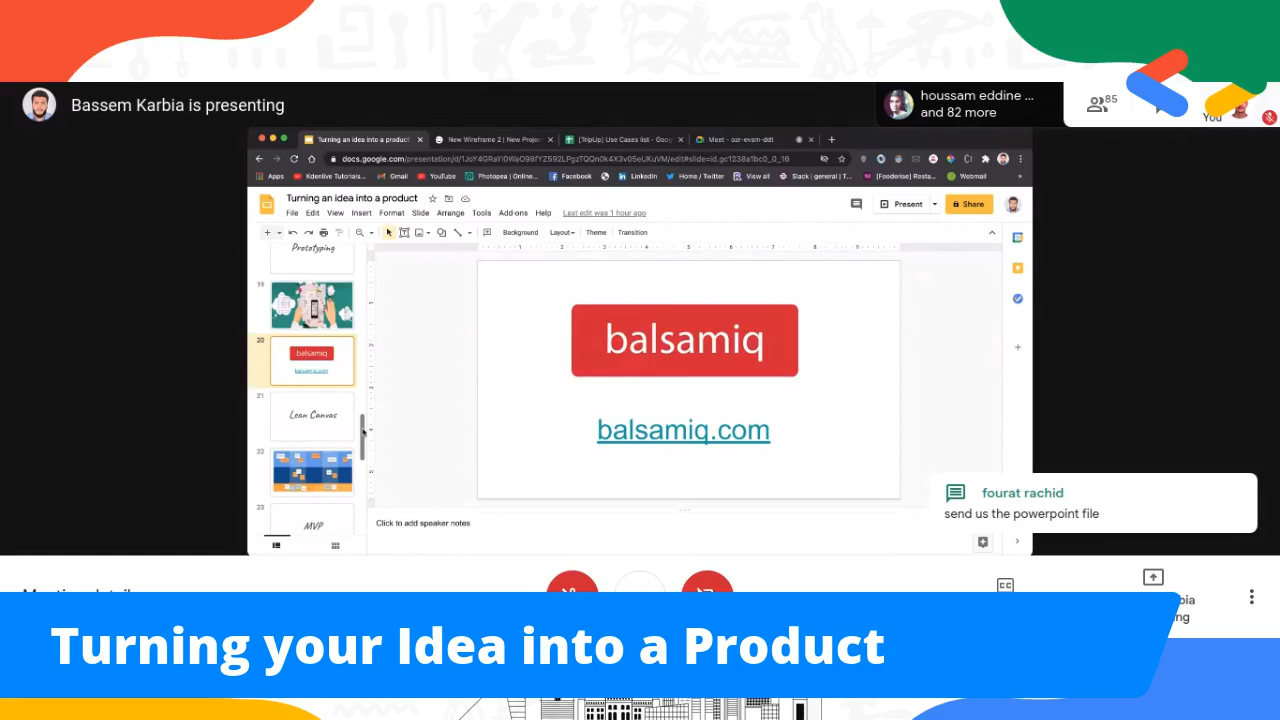 Bassem Karbia is presenting
houssam eddine ...
and 82 more
85
You
Turning an idea into a product
New Wireframe 2 | New Projec
[TripUp] Use Cases list - Goog
Meet - ozr-evsm-ddt
Apps
Kdenlive Tutorials...
Gmail
YouTube
Photopea | Online...
Facebook
LinkedIn
Home / Twitter
View all
Slack | general | T...
[Fooderise] Resta...
Webmail
Turning an idea into a product
File Edit View Insert Format Slide Arrange Tools Add-ons Help Last edit was 1 hour ago
Present
Share
Background Layout Theme Transition
Prototyping
19
20
balsamiq
balsamiq.com
21
Lean Canvas
22
23
MVP
balsamiq
balsamiq.com
Click to add speaker notes
fourat rachid
send us the powerpoint file
Turning your Idea into a Product